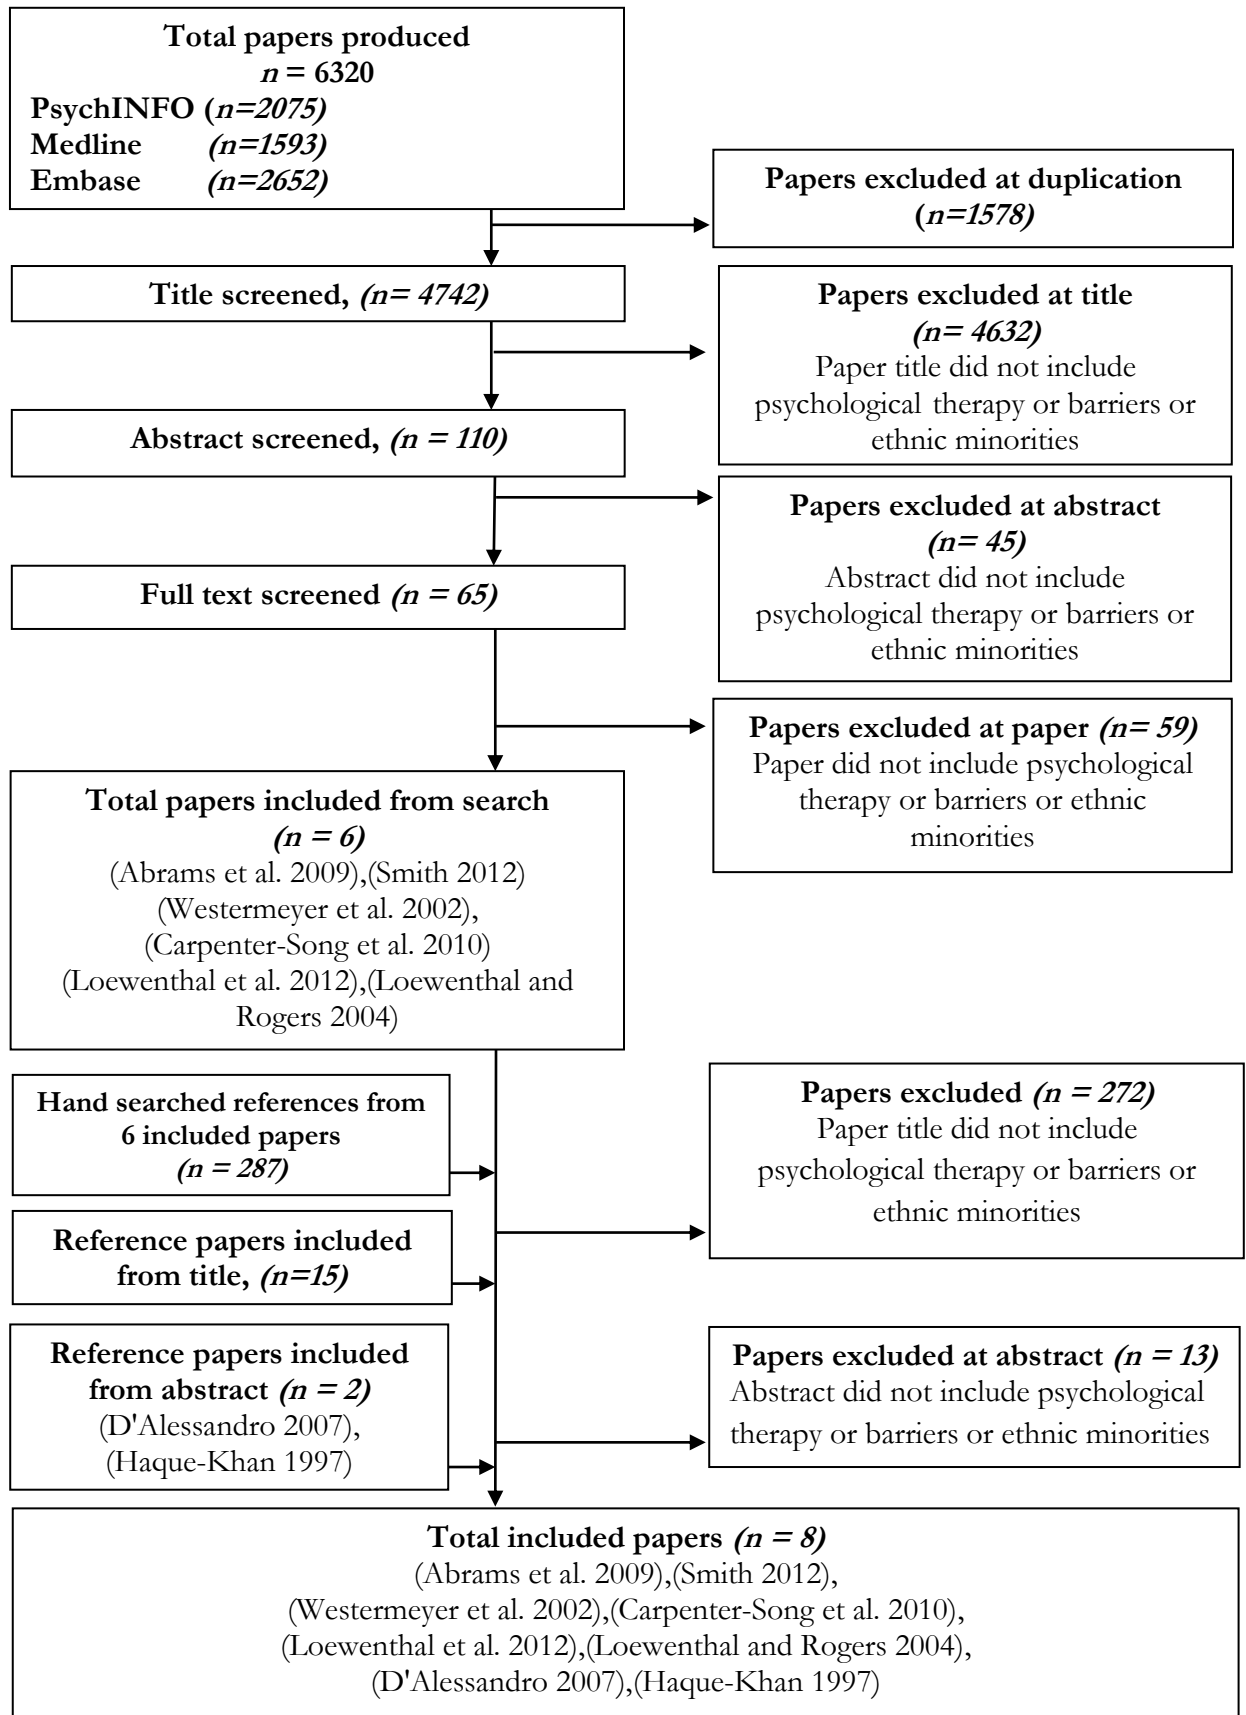 Total papers produced
n = 6320
PsychINFO (n=2075)
Medline (n=1593)
Embase (n=2652)
Papers excluded at duplication
(n=1578)
Title screened, (n= 4742)
Papers excluded at title
(n= 4632)
Paper title did not include
psychological therapy or barriers or
ethnic minorities
Abstract screened, (n = 110)
Papers excluded at abstract
(n= 45)
Abstract did not include
psychological therapy or barriers or
ethnic minorities
Full text screened (n = 65)
Papers excluded at paper (n= 59)
Paper did not include psychological
therapy or barriers or ethnic
minorities
Total papers included from search
(n = 6)
(Abrams et al. 2009),(Smith 2012)
(Westermeyer et al. 2002),
(Carpenter-Song et al. 2010)
(Loewenthal et al. 2012),(Loewenthal and
Rogers 2004)
Hand searched references from
6 included papers
(n = 287)
Papers excluded (n = 272)
Paper title did not include
psychological therapy or barriers or
ethnic minorities
Reference papers included
from title, (n=15)
Reference papers included
from abstract (n = 2)
(D'Alessandro 2007),
(Haque-Khan 1997)
Papers excluded at abstract (n = 13)
Abstract did not include psychological
therapy or barriers or ethnic minorities
Total included papers (n = 8)
(Abrams et al. 2009),(Smith 2012),
(Westermeyer et al. 2002),(Carpenter-Song et al. 2010),
(Loewenthal et al. 2012),(Loewenthal and Rogers 2004),
(D'Alessandro 2007),(Haque-Khan 1997)